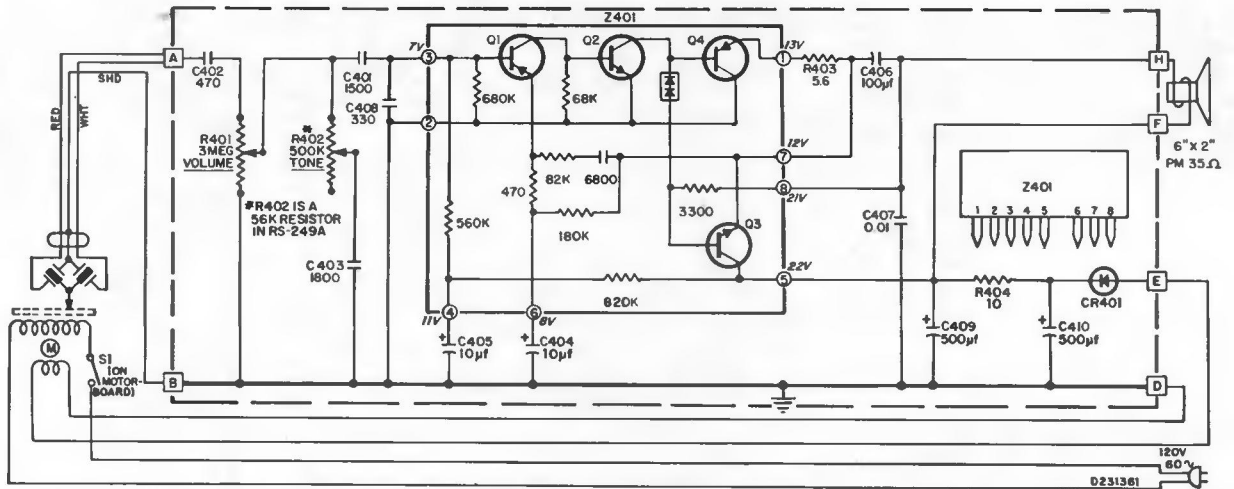 Z401
7V
Q1
Q2
Q4
13V
A
3
1
H
C402
470
C401
1500
R403
5.6
C406
100µf
SHD
RED
WHT
680K
68K
C408
330
2
F
R401
3MEG
VOLUME
*
R402
500K
TONE
12V
7
6" x 2"
PM 35Ω
82K
6800
Z401
470
8
21V
*R402 IS A
56K RESISTOR
IN RS-249A
3300
C407
0.01
1 2 3 4 5 6 7 8
560K
180K
Q3
C403
1800
22V
5
820K
R404
10
CR401
E
11V
4
6
8V
+
C405
10µf
+
C404
10µf
+
C409
500µf
+
C410
500µf
M
S1
(ON
MOTOR-
BOARD)
B
D
120V
60~
D231361